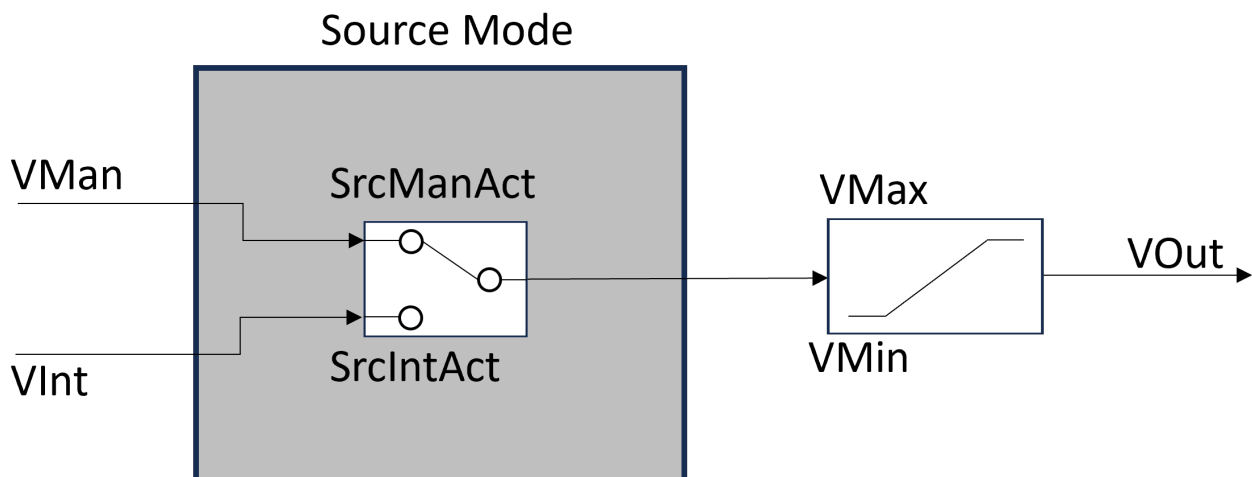 Source Mode
VMan
SrcManAct
VMax
VOut
VInt
SrcIntAct
VMin